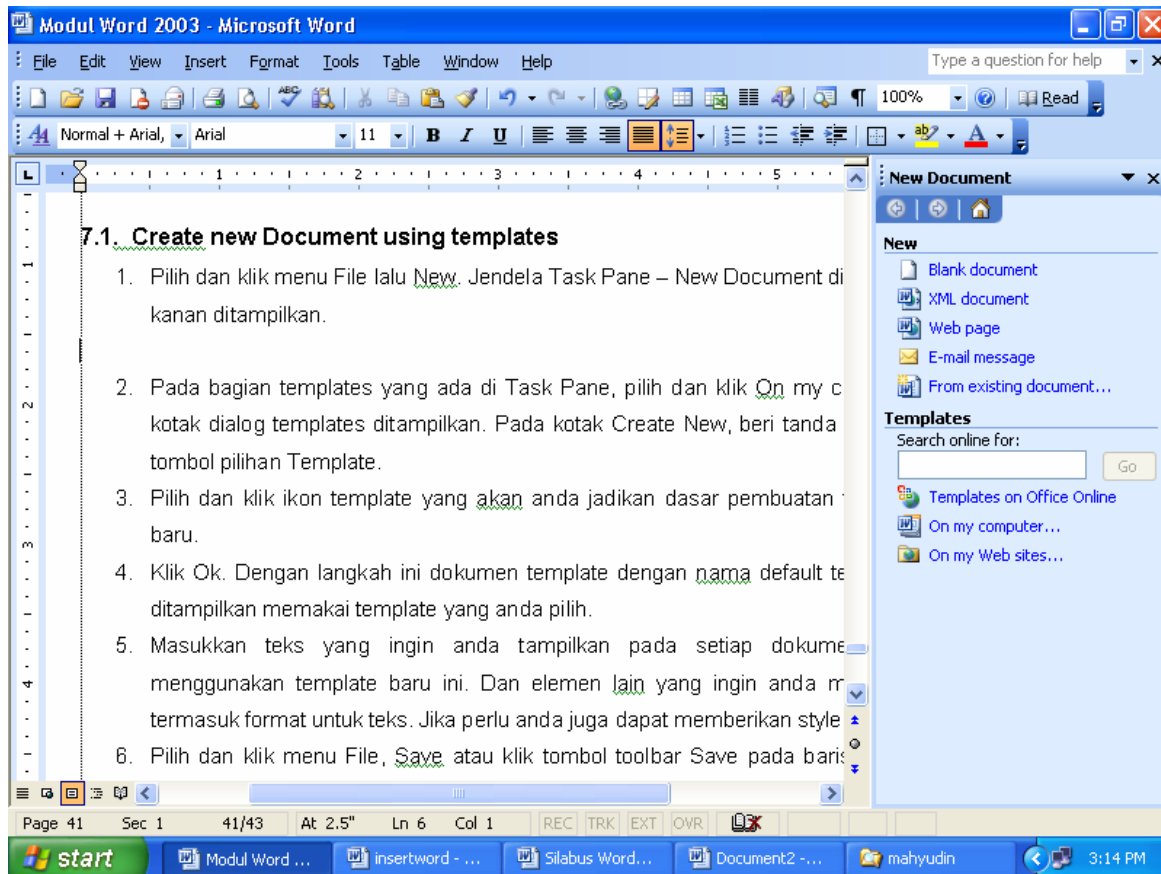 Modul Word 2003 - Microsoft Word
File Edit View Insert Format Tools Table Window Help Type a question for help
100% Read
Normal + Arial, Arial 11 B I U
1 2 3 4 5
New Document
New
Blank document
XML document
Web page
E-mail message
From existing document...
Templates
Search online for:
Go
Templates on Office Online
On my computer...
On my Web sites...
7.1. Create new Document using templates
1. Pilih dan klik menu File lalu New. Jendela Task Pane – New Document di
kanan ditampilkan.
2. Pada bagian templates yang ada di Task Pane, pilih dan klik On my c
kotak dialog templates ditampilkan. Pada kotak Create New, beri tanda
tombol pilihan Template.
3. Pilih dan klik ikon template yang akan anda jadikan dasar pembuatan
baru.
4. Klik Ok. Dengan langkah ini dokumen template dengan nama default te
ditampilkan memakai template yang anda pilih.
5. Masukkan teks yang ingin anda tampilkan pada setiap dokume
menggunakan template baru ini. Dan elemen lain yang ingin anda m
termasuk format untuk teks. Jika perlu anda juga dapat memberikan style
6. Pilih dan klik menu File, Save atau klik tombol toolbar Save pada baris
Page 41 Sec 1 41/43 At 2.5" Ln 6 Col 1 REC TRK EXT OVR
start Modul Word ... insertword - ... Silabus Word... Document2 -... mahyudin 3:14 PM